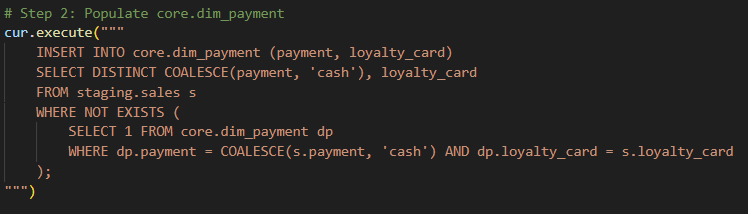 # Step 2: Populate core.dim_payment
cur.execute("""
    INSERT INTO core.dim_payment (payment, loyalty_card)
    SELECT DISTINCT COALESCE(payment, 'cash'), loyalty_card
    FROM staging.sales s
    WHERE NOT EXISTS (
        SELECT 1 FROM core.dim_payment dp
        WHERE dp.payment = COALESCE(s.payment, 'cash') AND dp.loyalty_card = s.loyalty_card
    );
""")